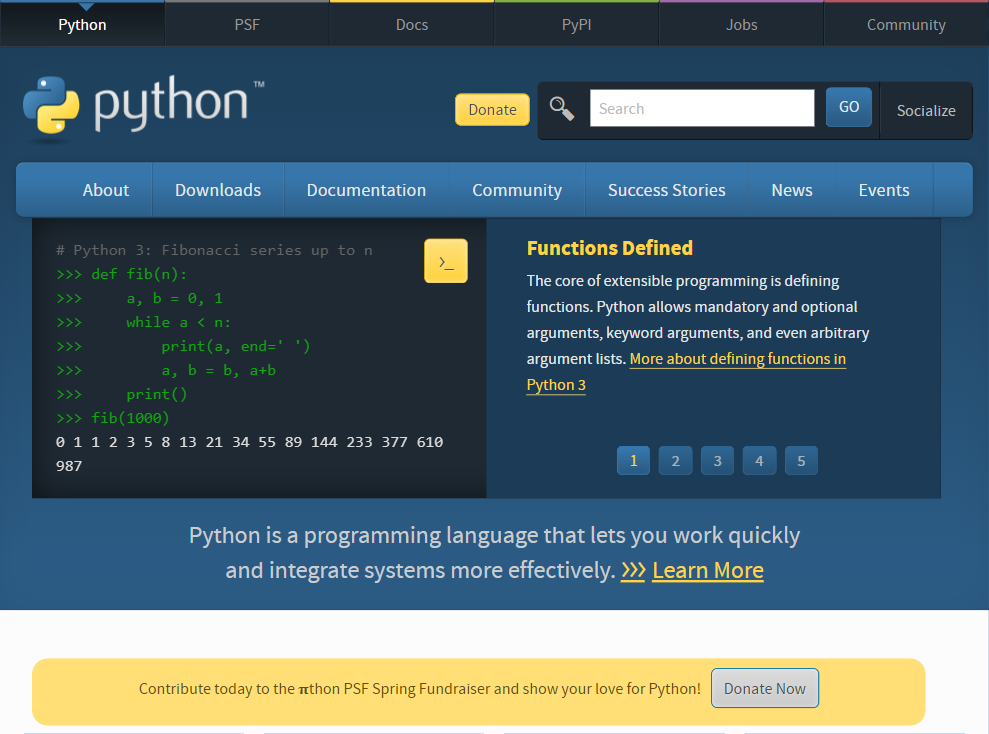 Python PSF Docs PyPI Jobs Community
python™
Donate Search GO Socialize
About Downloads Documentation Community Success Stories News Events
# Python 3: Fibonacci series up to n
>>> def fib(n):
>>>     a, b = 0, 1
>>>     while a < n:
>>>         print(a, end=' ')
>>>         a, b = b, a+b
>>>     print()
>>> fib(1000)
0 1 1 2 3 5 8 13 21 34 55 89 144 233 377 610
987
>_
Functions Defined
The core of extensible programming is defining
functions. Python allows mandatory and optional
arguments, keyword arguments, and even arbitrary
argument lists. More about defining functions in
Python 3
1 2 3 4 5
Python is a programming language that lets you work quickly
and integrate systems more effectively. >>> Learn More
Contribute today to the πthon PSF Spring Fundraiser and show your love for Python! Donate Now